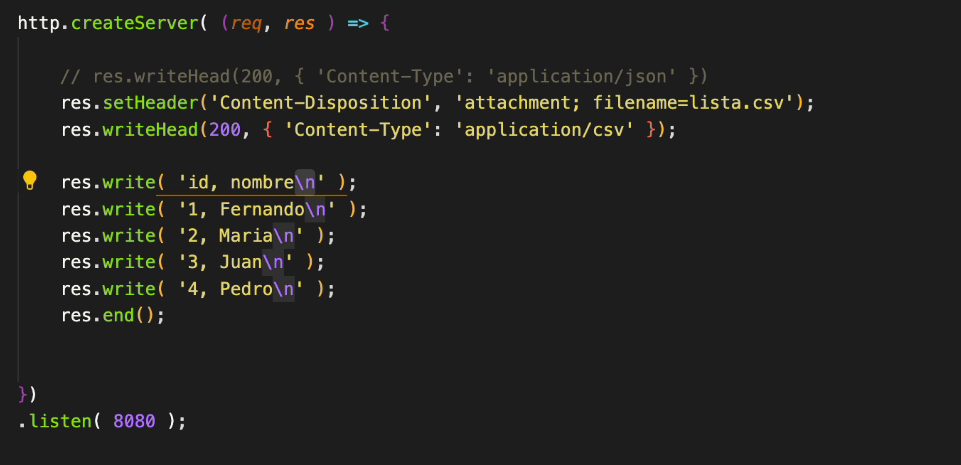 http.createServer( (req, res ) => {
// res.writeHead(200, { 'Content-Type': 'application/json' })
res.setHeader('Content-Disposition', 'attachment; filename=lista.csv');
res.writeHead(200, { 'Content-Type': 'application/csv' });
res.write( 'id, nombre\n' );
res.write( '1, Fernando\n' );
res.write( '2, Maria\n' );
res.write( '3, Juan\n' );
res.write( '4, Pedro\n' );
res.end();
})
.listen( 8080 );